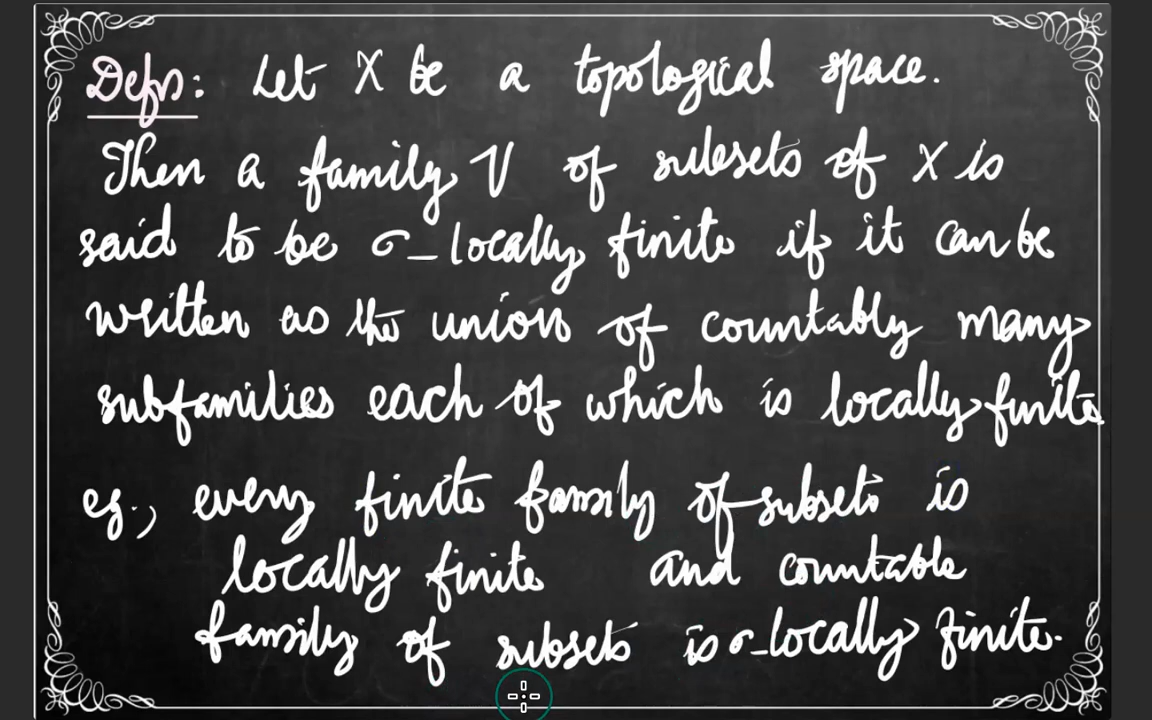 Defn: Let X be a topological space.
Then a family V of subsets of X is
said to be σ-locally finite if it can be
written as the union of countably many
subfamilies each of which is locally finite
eg., every finite family of subsets is
locally finite and countable
family of subsets is σ-locally finite.